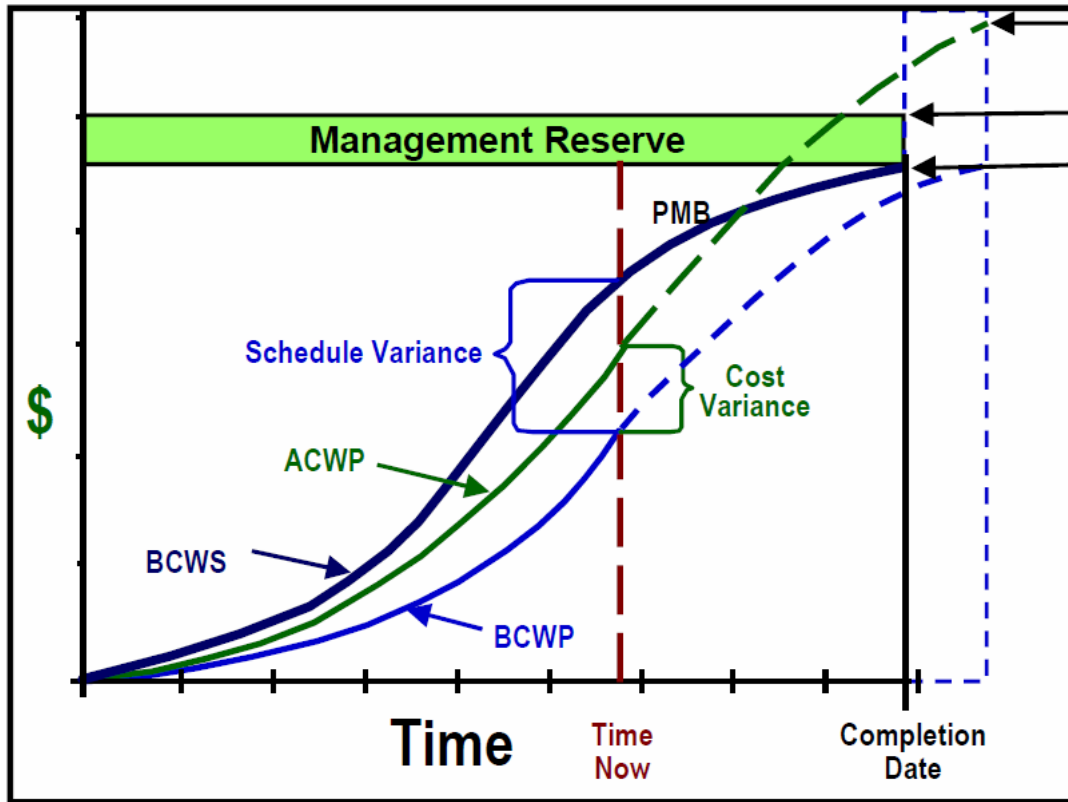 Management Reserve
PMB
Schedule Variance
Cost
Variance
$
ACWP
BCWS
BCWP
Time
Time
Now
Completion
Date